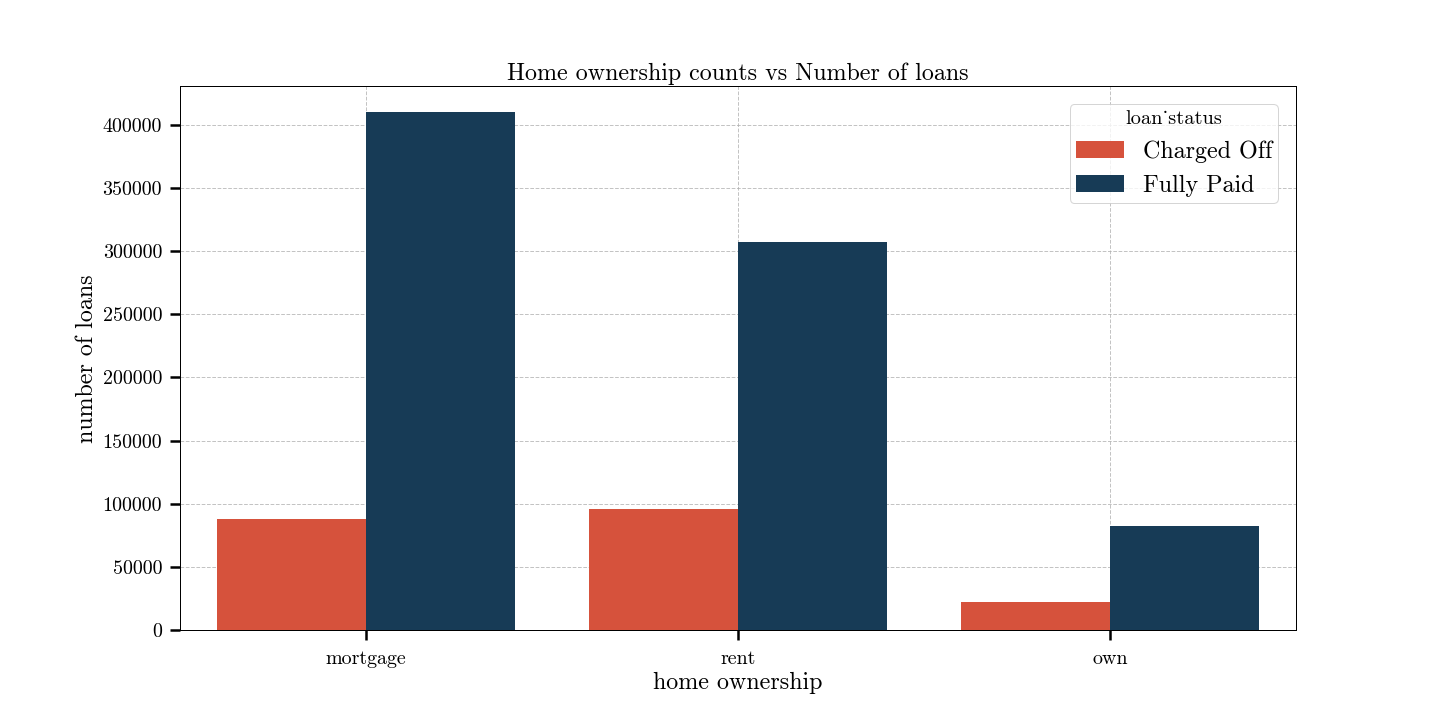 Home ownership counts vs Number of loans
loan˙status
Charged Off
Fully Paid
400000
350000
300000
250000
200000
150000
100000
50000
0
number of loans
mortgage
rent
own
home ownership